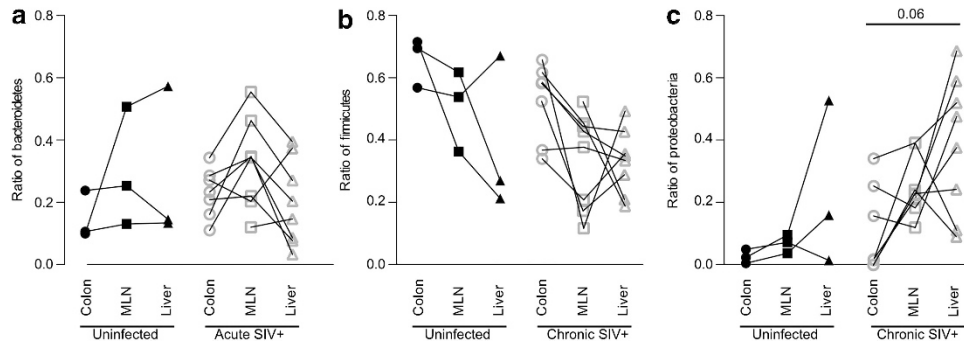 a
0.8
0.6
0.4
0.2
0.0
Ratio of bacteroidetes
Colon
MLN
Liver
Colon
MLN
Liver
Uninfected
Acute SIV+
b
0.8
0.6
0.4
0.2
0.0
Ratio of firmicutes
Colon
MLN
Liver
Colon
MLN
Liver
Uninfected
Chronic SIV+
c
0.06
0.8
0.6
0.4
0.2
0.0
Ratio of proteobacteria
Colon
MLN
Liver
Colon
MLN
Liver
Uninfected
Chronic SIV+